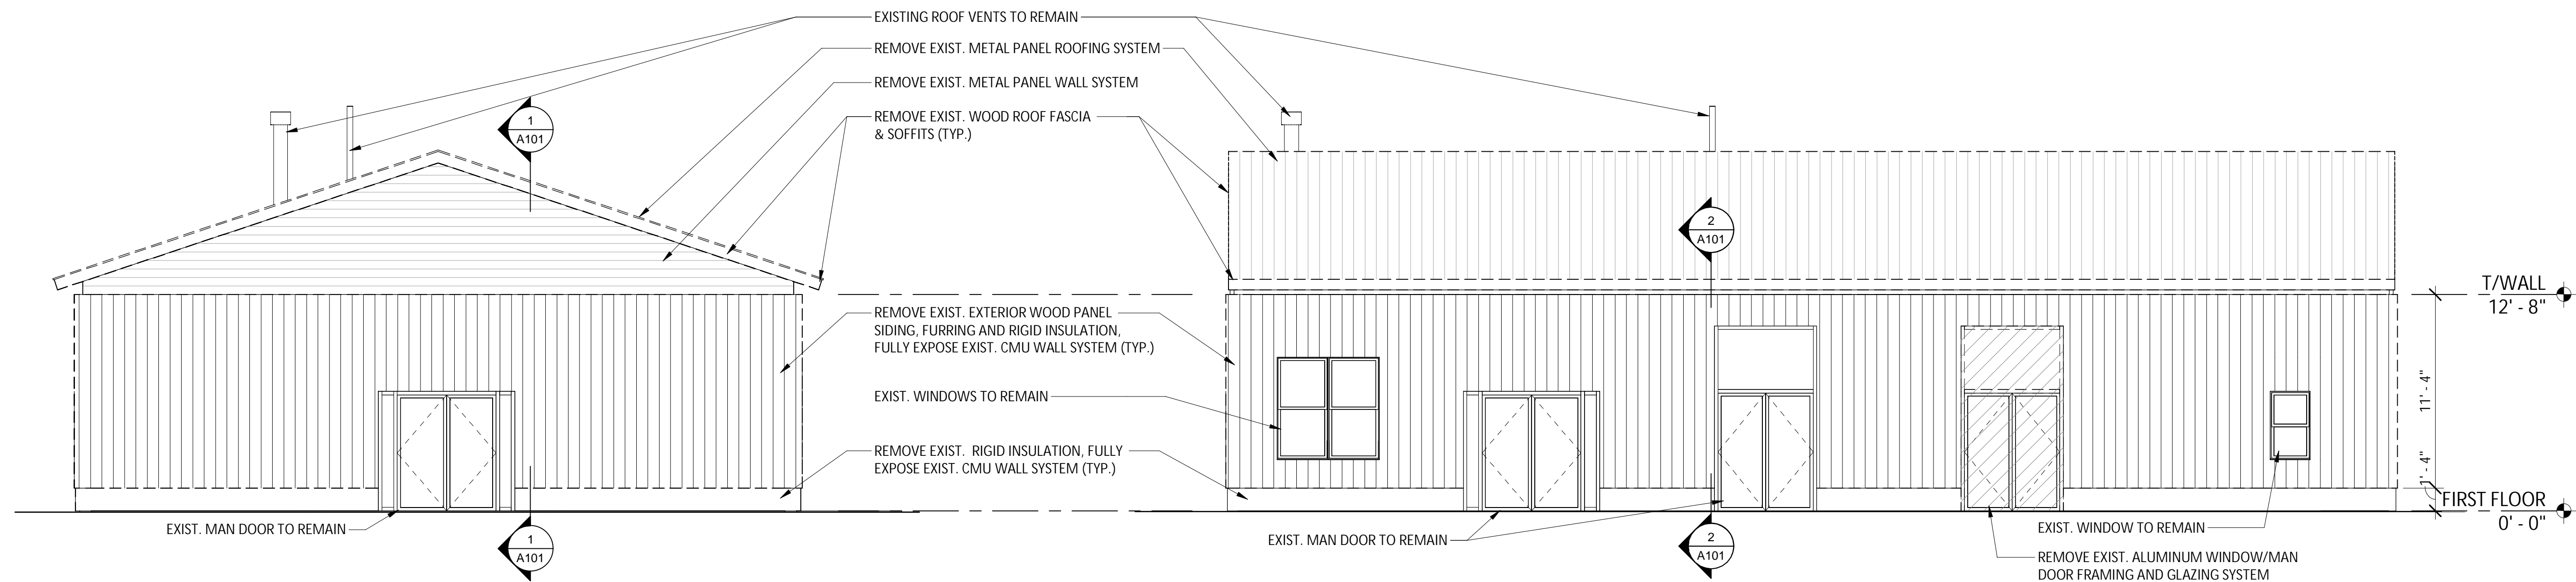 EXISTING ROOF VENTS TO REMAIN
REMOVE EXIST. METAL PANEL ROOFING SYSTEM
REMOVE EXIST. METAL PANEL WALL SYSTEM
REMOVE EXIST. WOOD ROOF FASCIA
& SOFFITS (TYP.)
1
A101
2
A101
T/WALL
12' - 8"
REMOVE EXIST. EXTERIOR WOOD PANEL
SIDING, FURRING AND RIGID INSULATION,
FULLY EXPOSE EXIST. CMU WALL SYSTEM (TYP.)
EXIST. WINDOWS TO REMAIN
11' - 4"
REMOVE EXIST. RIGID INSULATION, FULLY
EXPOSE EXIST. CMU WALL SYSTEM (TYP.)
1' - 4"
FIRST FLOOR
0' - 0"
EXIST. MAN DOOR TO REMAIN
1
A101
EXIST. MAN DOOR TO REMAIN
2
A101
EXIST. WINDOW TO REMAIN
REMOVE EXIST. ALUMINUM WINDOW/MAN
DOOR FRAMING AND GLAZING SYSTEM